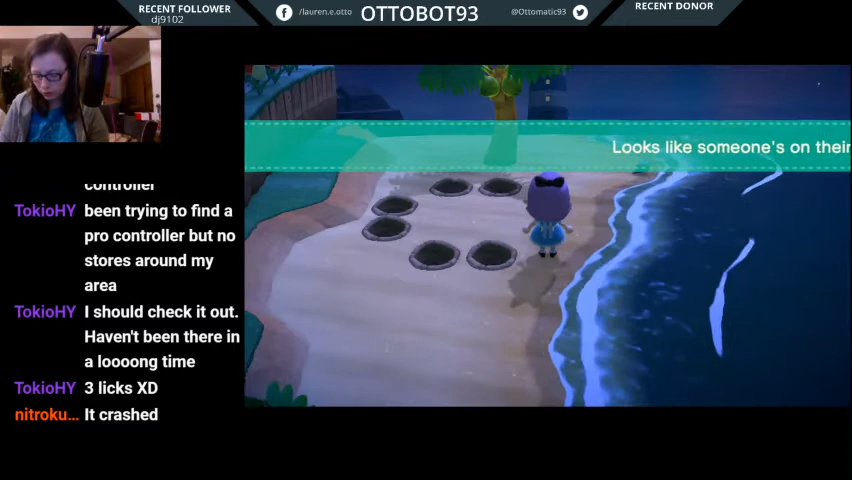 RECENT FOLLOWER
dj9102
/lauren.e.otto
OTTOBOT93
@Ottomatic93
RECENT DONOR
Looks like someone's on their
controller
TokioHY been trying to find a
pro controller but no
stores around my
area
TokioHY I should check it out.
Haven't been there in
a loooong time
TokioHY 3 licks XD
nitroku... It crashed